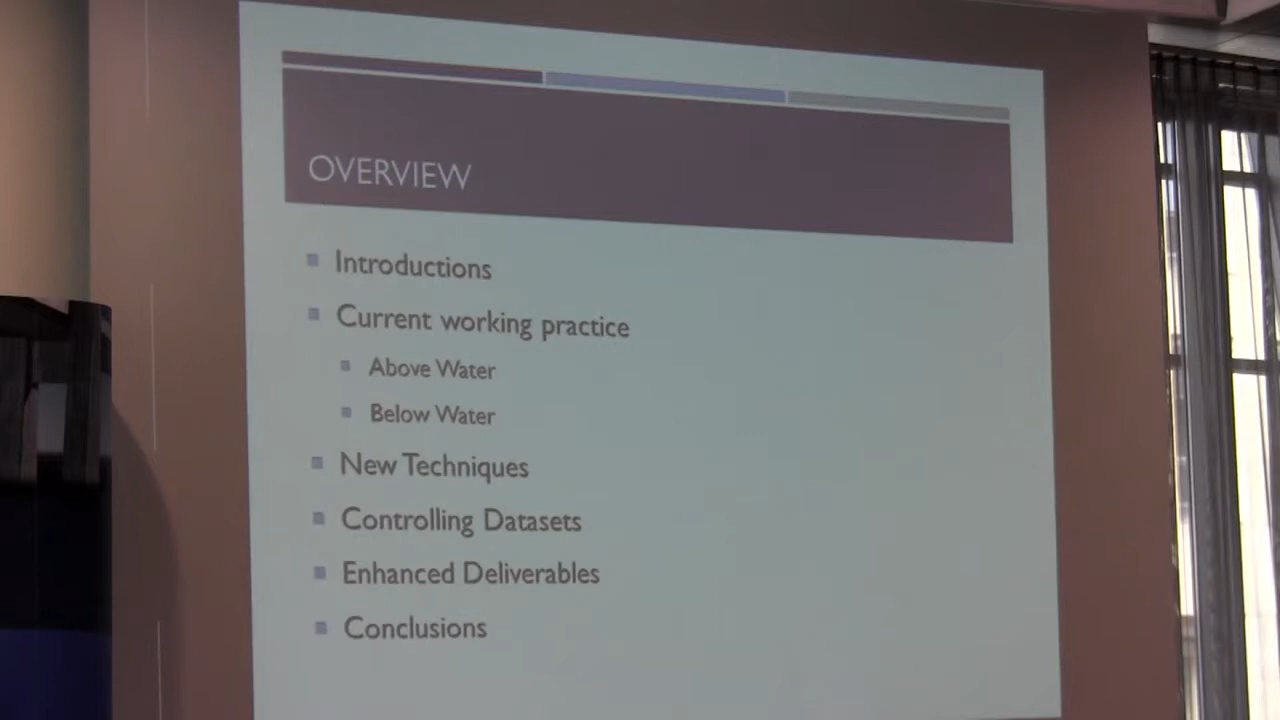 OVERVIEW
Introductions
Current working practice
Above Water
Below Water
New Techniques
Controlling Datasets
Enhanced Deliverables
Conclusions